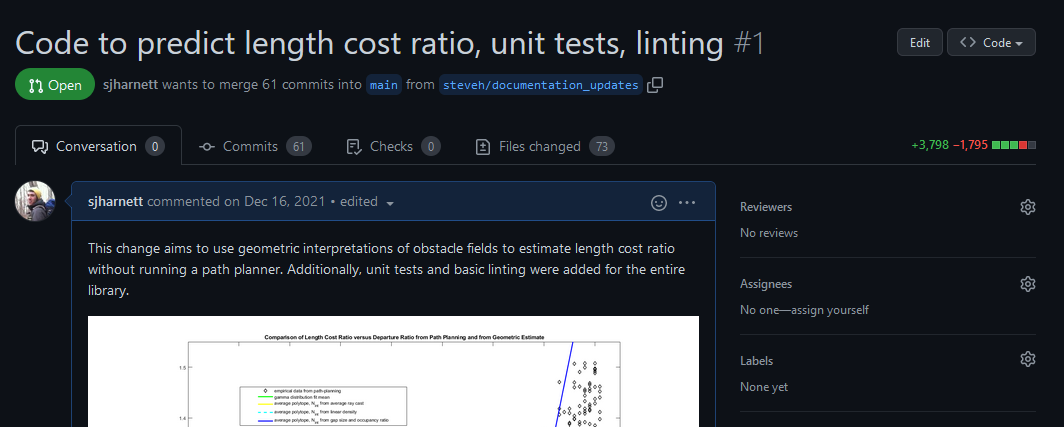 Code to predict length cost ratio, unit tests, linting #1
Edit
<> Code
Open
sjharnett wants to merge 61 commits into main from steveh/documentation_updates
Conversation 0
Commits 61
Checks 0
Files changed 73
+3,798 −1,795
sjharnett commented on Dec 16, 2021 • edited
This change aims to use geometric interpretations of obstacle fields to estimate length cost ratio
without running a path planner. Additionally, unit tests and basic linting were added for the entire
library.
Comparison of Length Cost Ratio versus Departure Ratio from Path Planning and from Geometric Estimate
1.5
1.4
empirical data from path-planning
gamma distribution fit mean
average polytope, N from average ray cast
average polytope, N from linear density
average polytope, N from gap size and occupancy ratio
Reviewers
No reviews
Assignees
No one—assign yourself
Labels
None yet